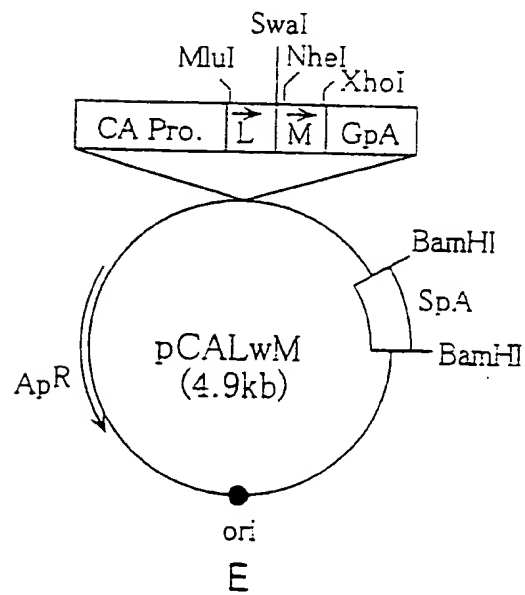 SwaI
MluI NheI
XhoI
CA Pro. L M GpA
BamHI
SpA
pCALwM
BamHI
(4.9kb)
ApR
ori
E